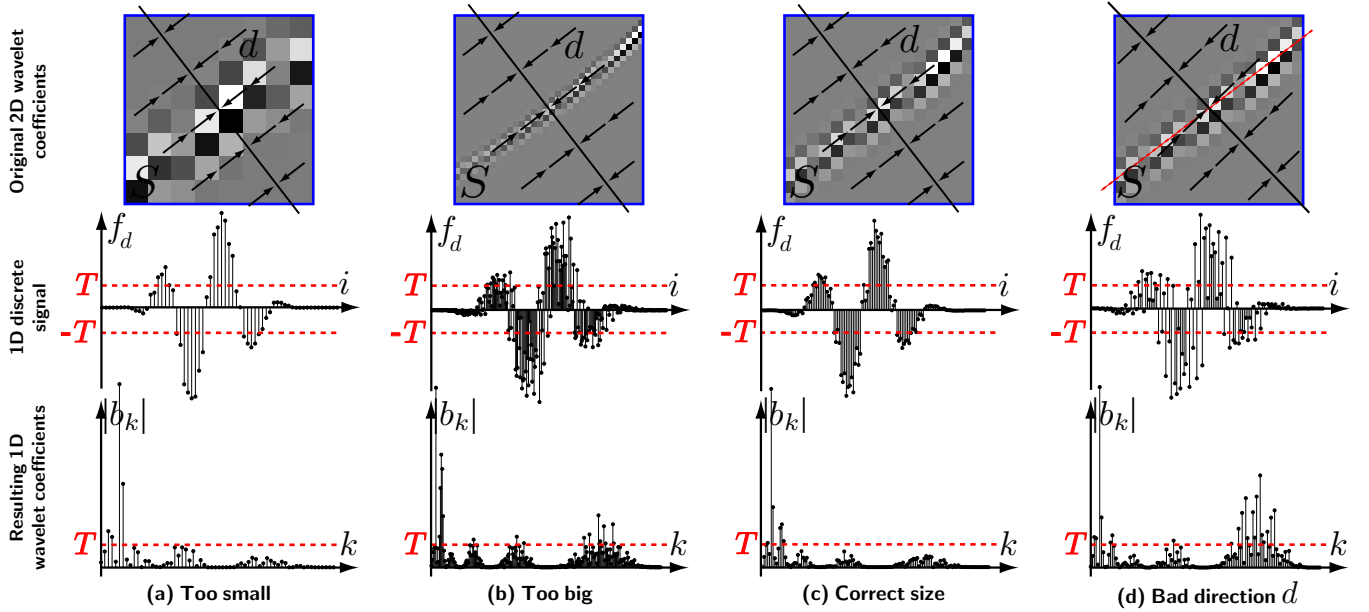 Original 2D wavelet
coefficients
d
S
d
S
d
S
d
S
1D discrete
signal
f_d
T
i
-T
f_d
T
i
-T
f_d
T
i
-T
f_d
T
i
-T
Resulting 1D
wavelet coefficients
|b_k|
T
k
|b_k|
T
k
|b_k|
T
k
|b_k|
T
k
(a) Too small
(b) Too big
(c) Correct size
(d) Bad direction d